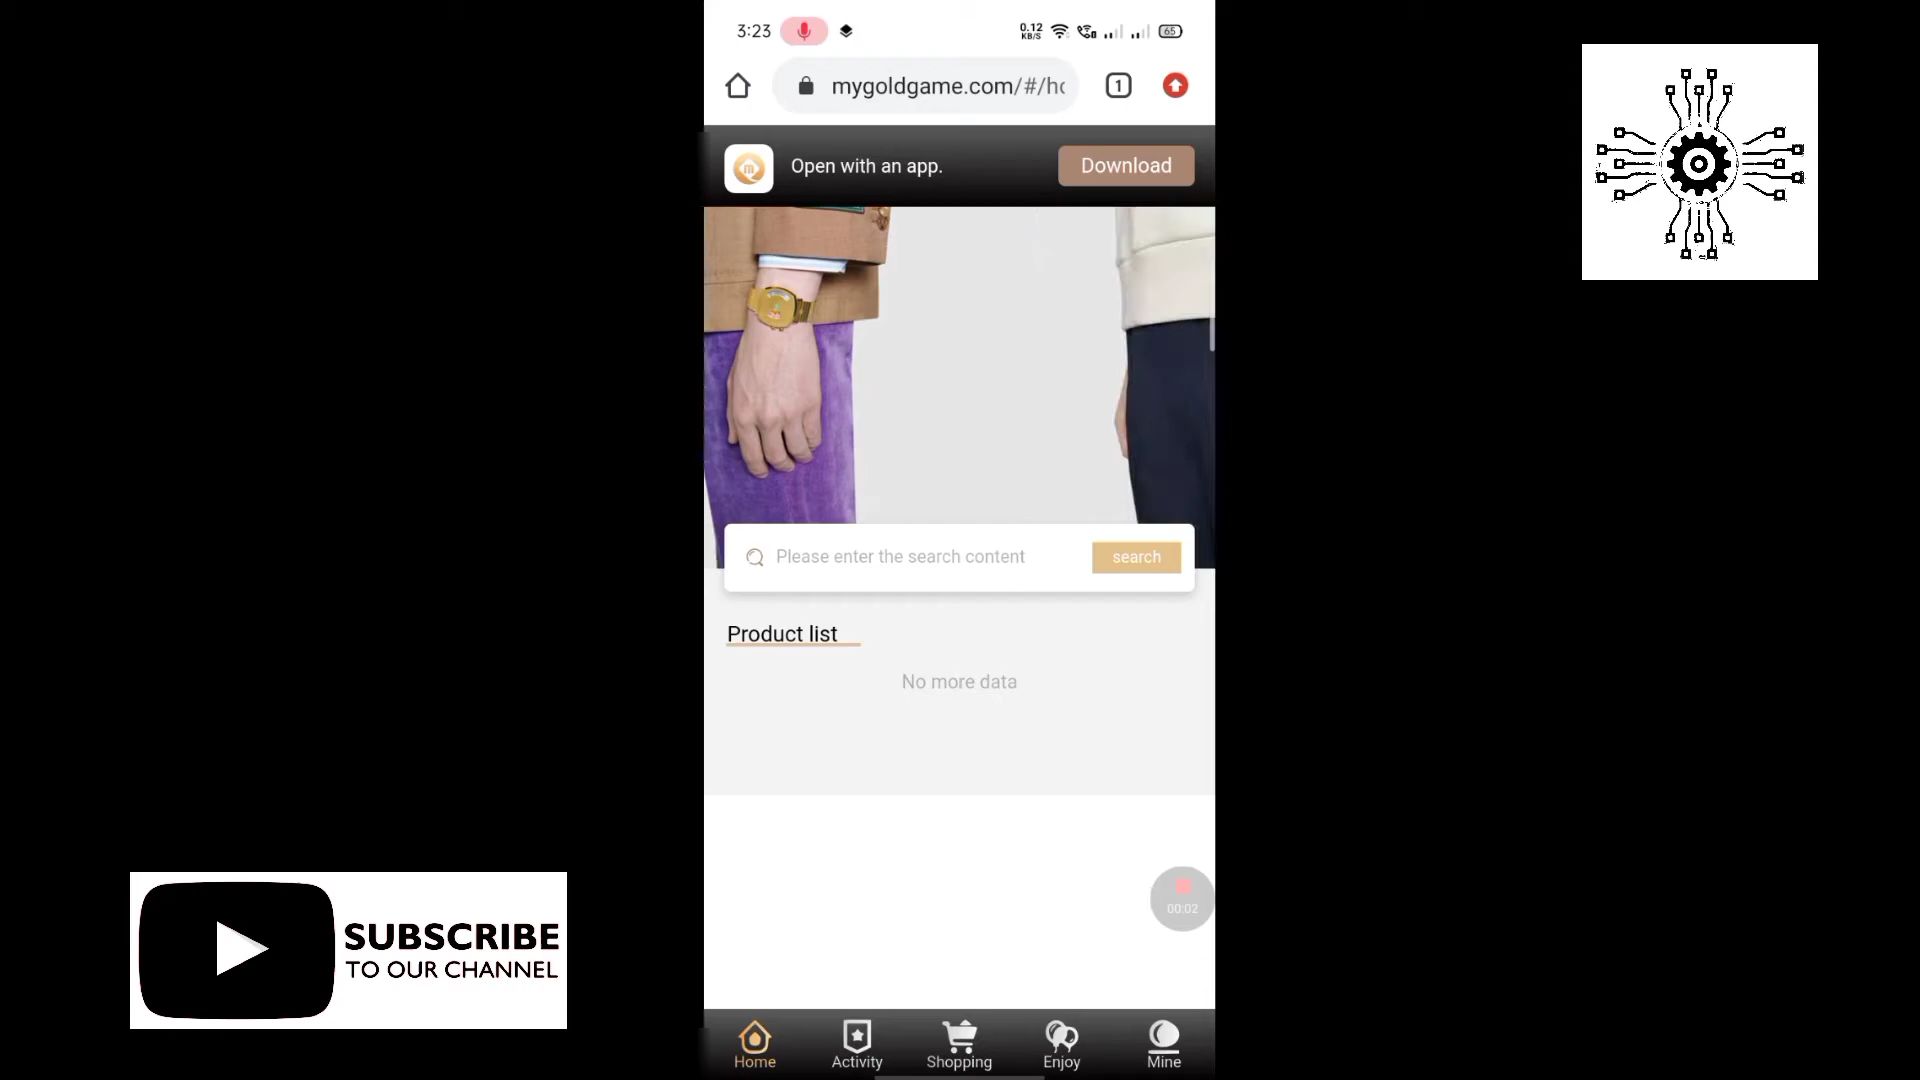 3:23
0.12
KB/S
65
mygoldgame.com/#/ho
1
Open with an app.
Download
Please enter the search content
search
Product list
No more data
00:02
SUBSCRIBE
TO OUR CHANNEL
Home
Activity
Shopping
Enjoy
Mine